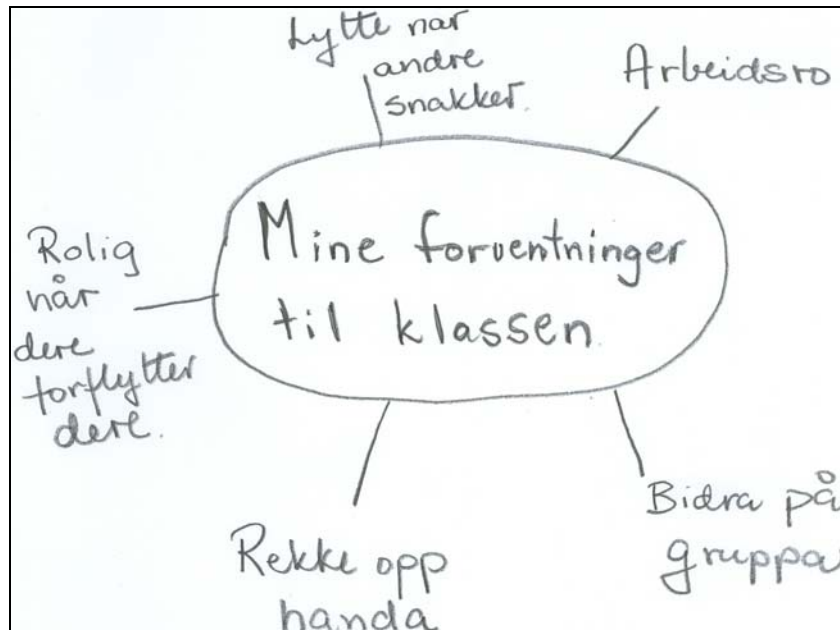 Lytte når
andre
snakker.
Arbeidsro
Mine forventninger
til klassen.
Rolig
når
dere
forflytter
dere.
Rekke opp
handa
Bidra på
gruppa